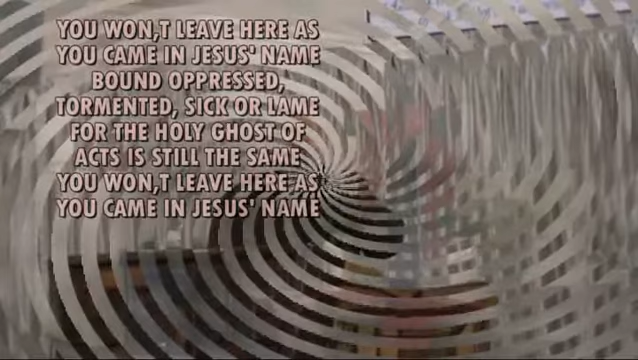 YOU WON,T LEAVE HERE AS
YOU CAME IN JESUS' NAME
BOUND OPPRESSED,
TORMENTED, SICK OR LAME
FOR THE HOLY GHOST OF
ACTS IS STILL THE SAME
YOU WON,T LEAVE HERE,AS
YOU CAME IN JESUS' NAME